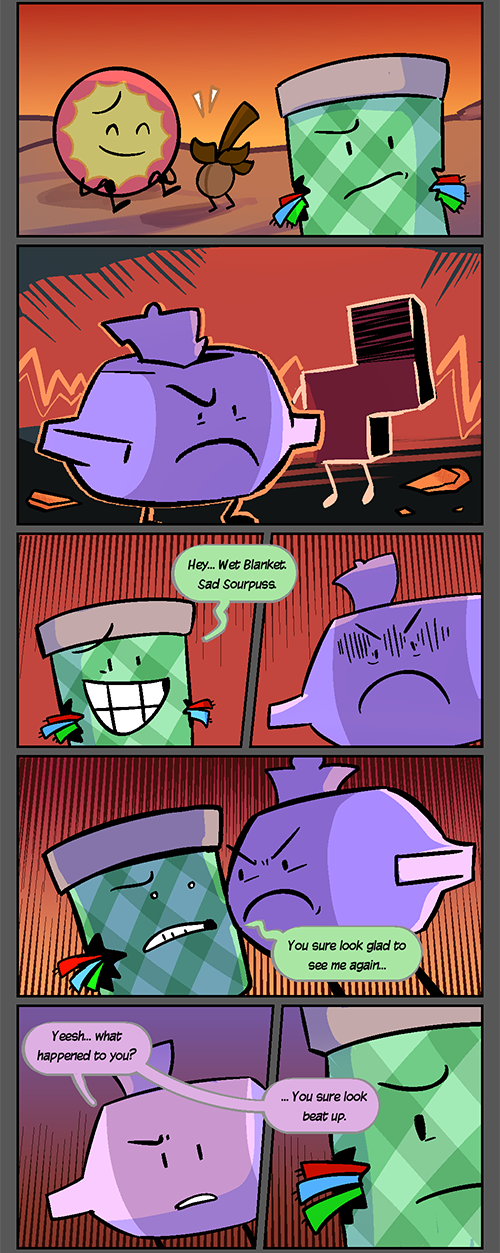 Hey... Wet Blanket.
Sad Sourpuss.
You sure look glad to
see me again...
Yeesh... what
happened to you?
... You sure look
beat up.